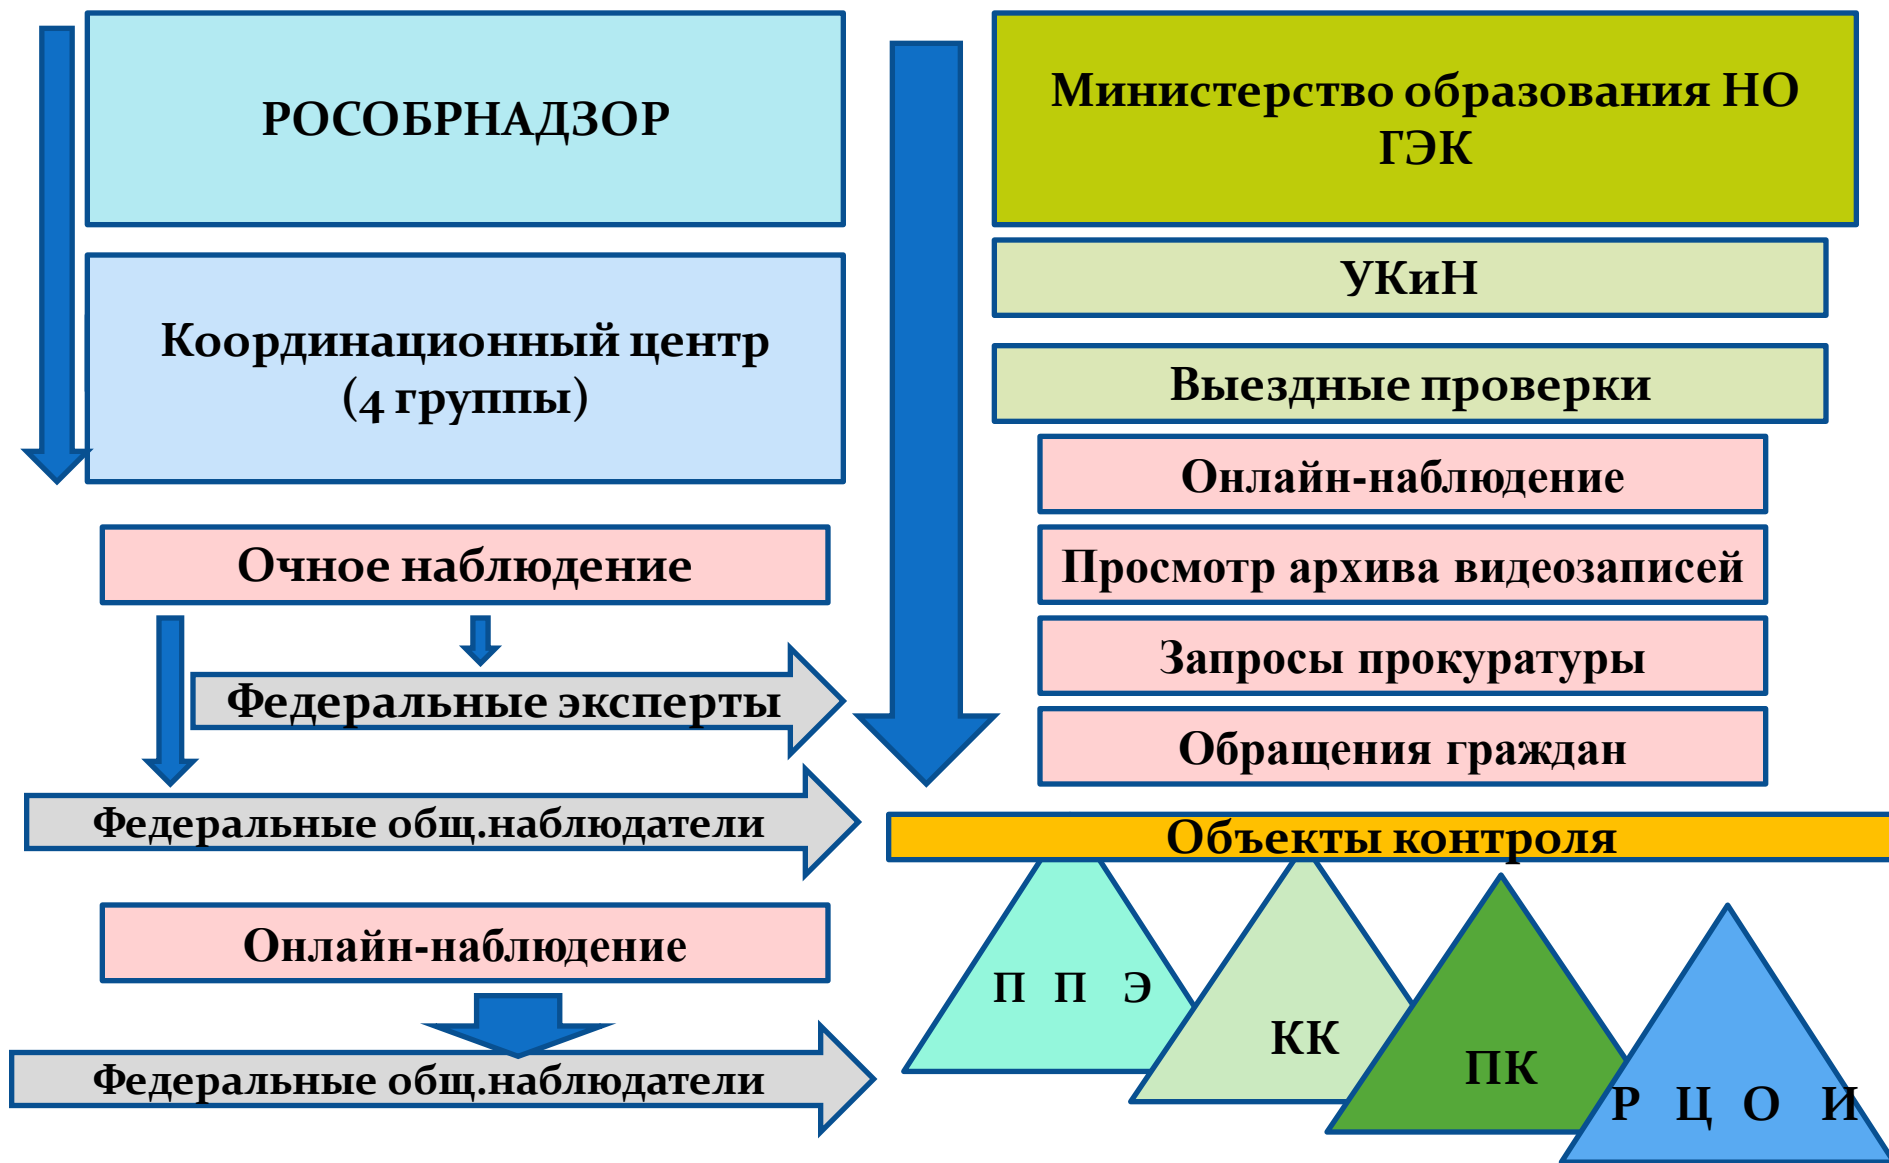 РОСОБРНАДЗОР
Координационный центр
(4 группы)
Очное наблюдение
Федеральные эксперты
Федеральные общ.наблюдатели
Онлайн-наблюдение
Федеральные общ.наблюдатели
Министерство образования НО
ГЭК
УКиН
Выездные проверки
Онлайн-наблюдение
Просмотр архива видеозаписей
Запросы прокуратуры
Обращения граждан
Объекты контроля
П П Э
КК
ПК
Р Ц О И